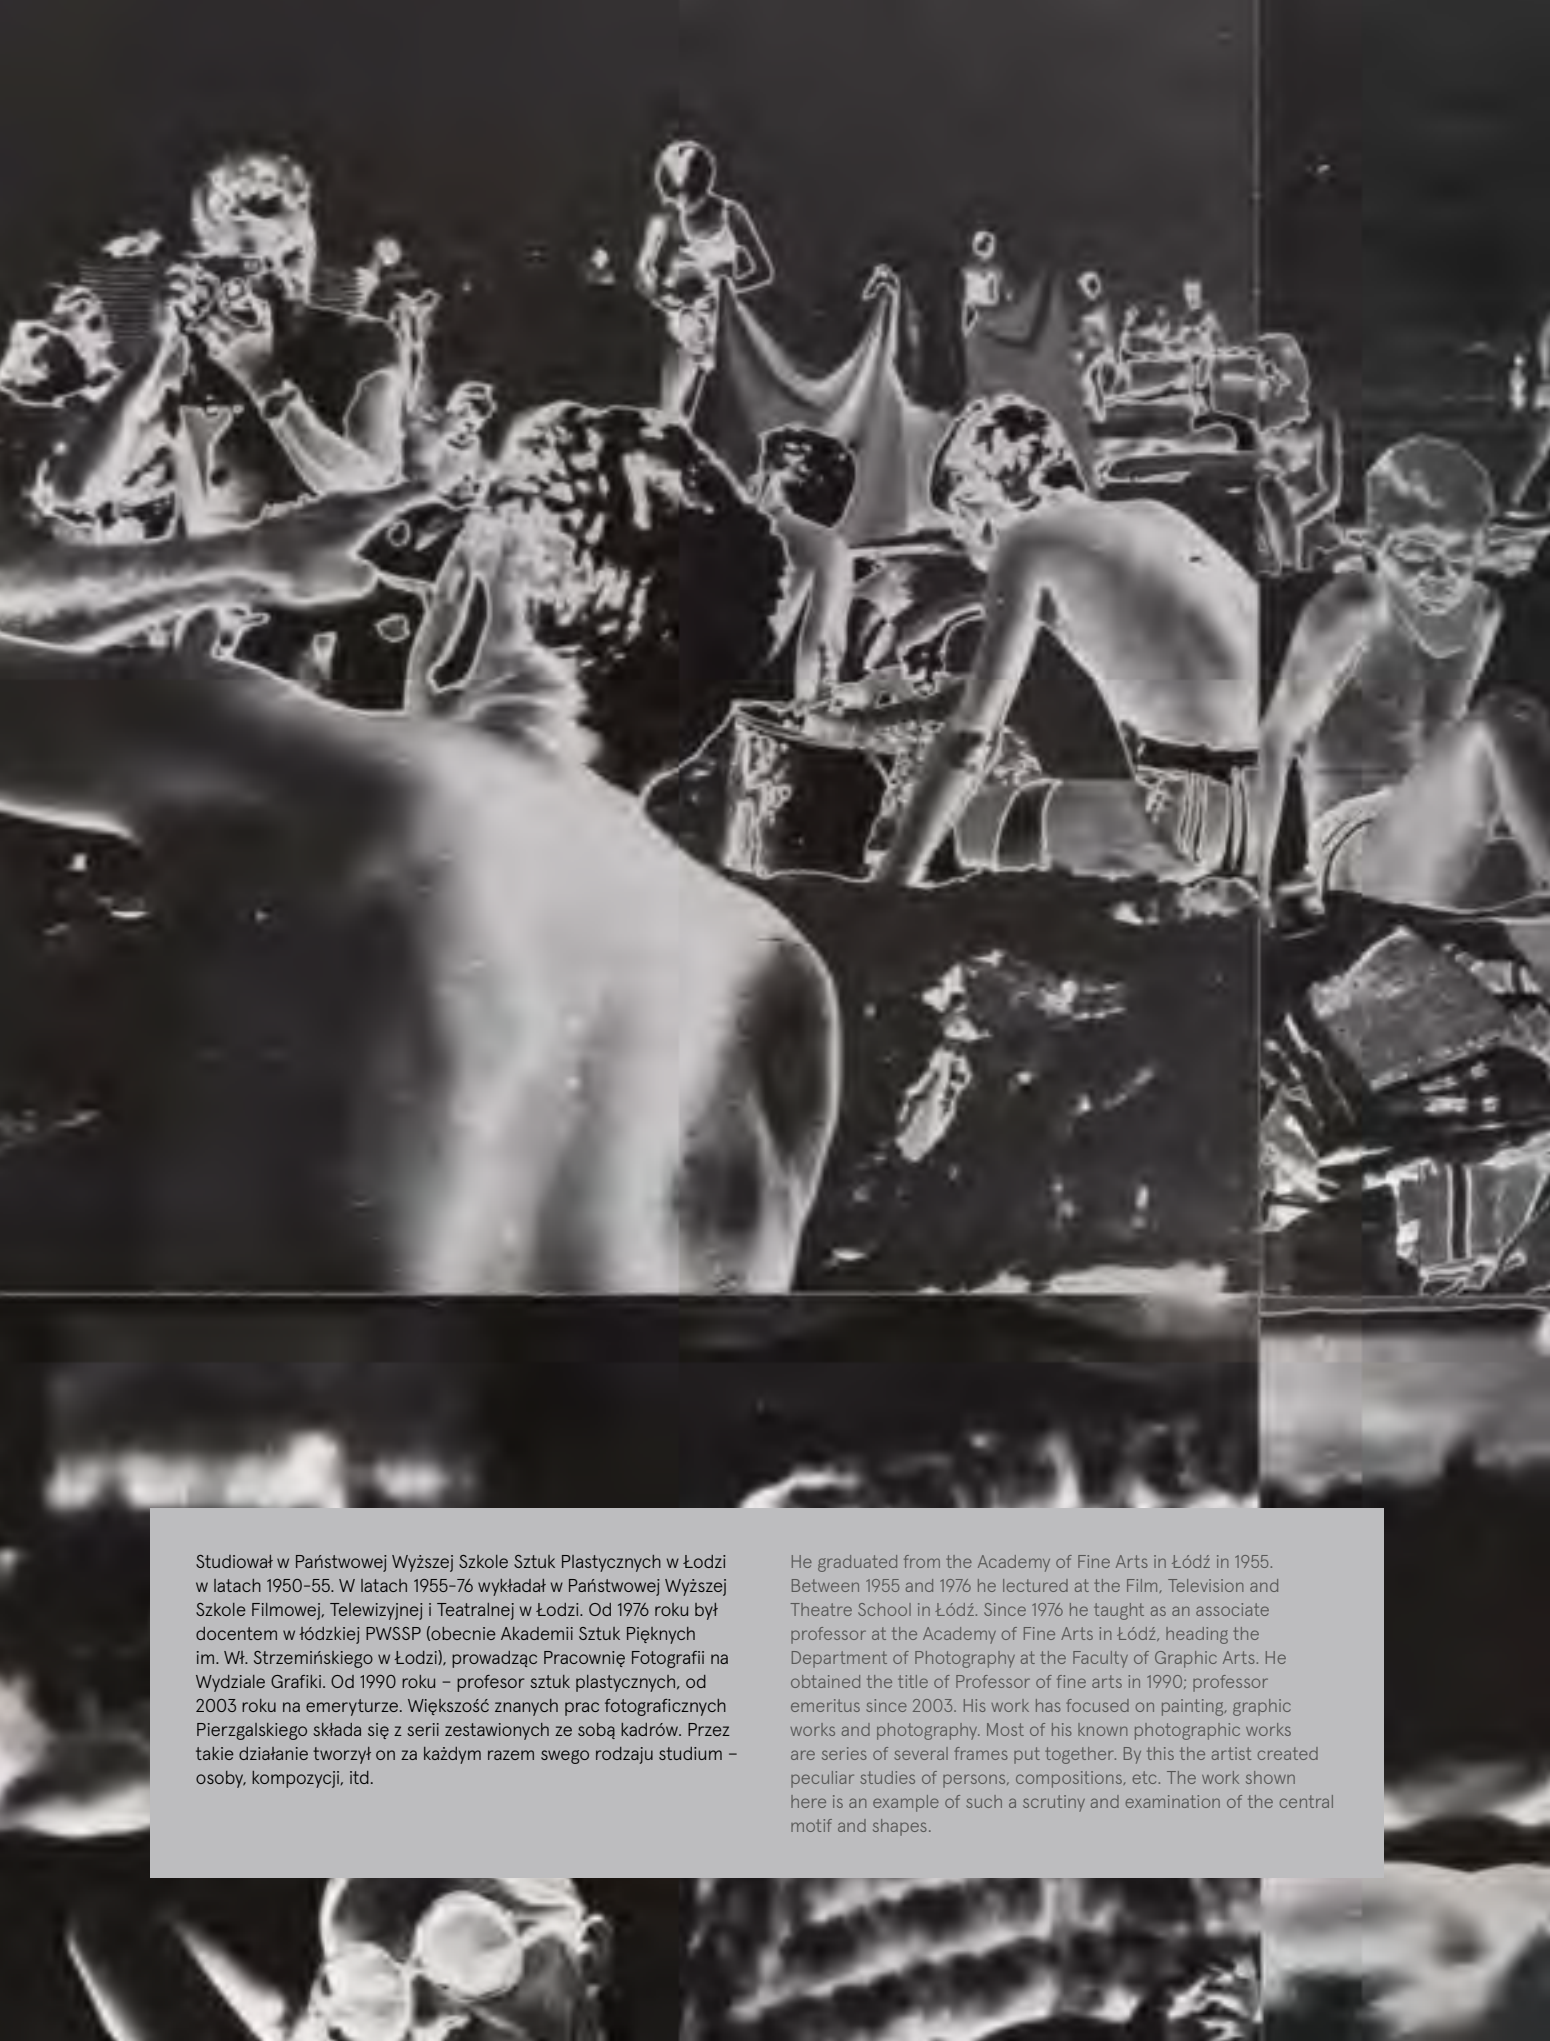 Studiował w Państwowej Wyższej Szkole Sztuk Plastycznych w Łodzi
w latach 1950-55. W latach 1955-76 wykładał w Państwowej Wyższej
Szkole Filmowej, Telewizyjnej i Teatralnej w Łodzi. Od 1976 roku był
docentem w łódzkiej PWSSP (obecnie Akademii Sztuk Pięknych
im. Wł. Strzemińskiego w Łodzi), prowadząc Pracownię Fotografii na
Wydziale Grafiki. Od 1990 roku – profesor sztuk plastycznych, od
2003 roku na emeryturze. Większość znanych prac fotograficznych
Pierzgalskiego składa się z serii zestawionych ze sobą kadrów. Przez
takie działanie tworzył on za każdym razem swego rodzaju studium –
osoby, kompozycji, itd.
He graduated from the Academy of Fine Arts in Łódź in 1955.
Between 1955 and 1976 he lectured at the Film, Television and
Theatre School in Łódź. Since 1976 he taught as an associate
professor at the Academy of Fine Arts in Łódź, heading the
Department of Photography at the Faculty of Graphic Arts. He
obtained the title of Professor of fine arts in 1990; professor
emeritus since 2003. His work has focused on painting, graphic
works and photography. Most of his known photographic works
are series of several frames put together. By this the artist created
peculiar studies of persons, compositions, etc. The work shown
here is an example of such a scrutiny and examination of the central
motif and shapes.